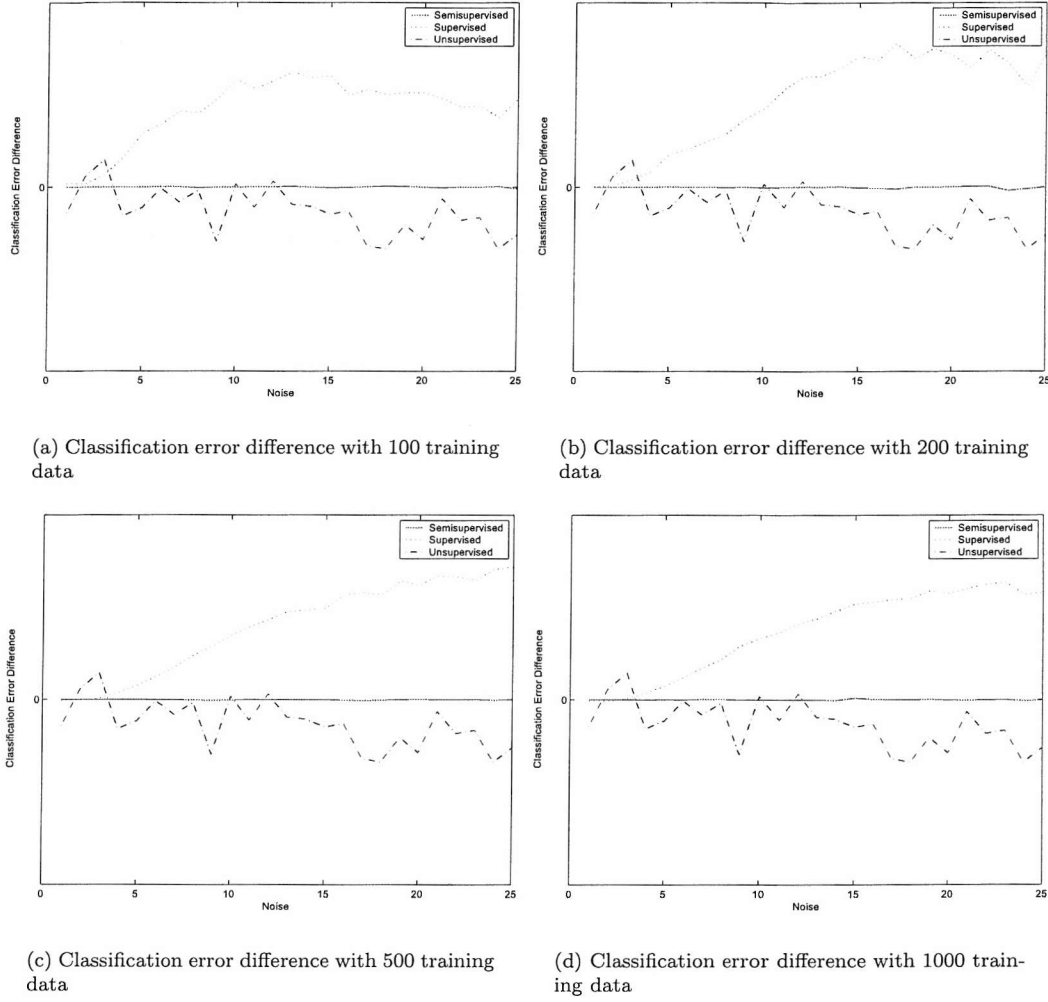 Semisupervised
Supervised
Unsupervised
Classification Error Difference
0
0
5
10
15
20
25
Noise
(a) Classification error difference with 100 training
data
Semisupervised
Supervised
Unsupervised
Classification Error Difference
0
0
5
10
15
20
25
Noise
(b) Classification error difference with 200 training
data
Semisupervised
Supervised
Unsupervised
Classification Error Difference
0
0
5
10
15
20
25
Noise
(c) Classification error difference with 500 training
data
Semisupervised
Supervised
Unsupervised
Classification Error Difference
0
0
5
10
15
20
25
Noise
(d) Classification error difference with 1000 train-
ing data